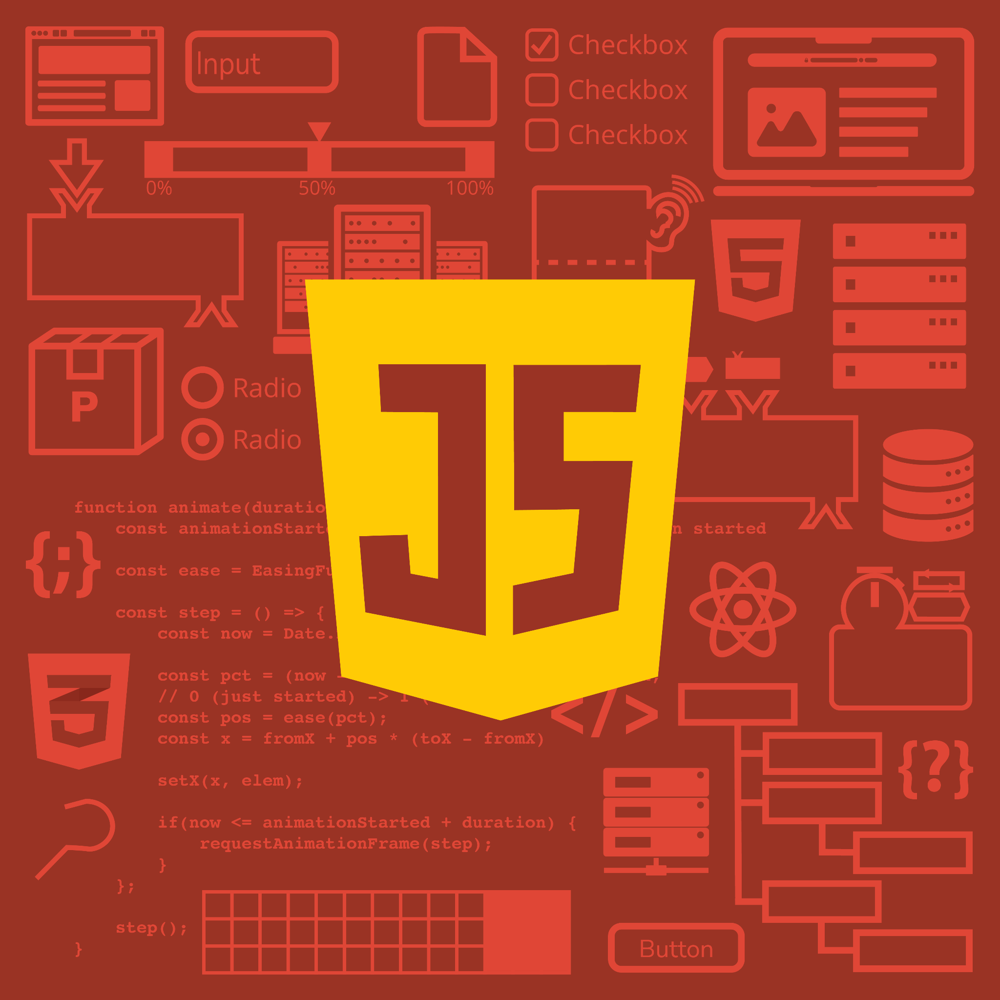 Input
Checkbox
Checkbox
Checkbox
0% 50% 100%
P
Radio
Radio
JS
function animate(duratio
const animationStart
n started
{;}
const ease = EasingFu
const step = () => {
const now = Date.
const pct = (now -
// 0 (just started) -> 1 (
const pos = ease(pct);
</>
const x = fromX + pos * (toX - fromX)
{?}
setX(x, elem);
if(now <= animationStarted + duration) {
requestAnimationFrame(step);
}
};
step();
}
Button